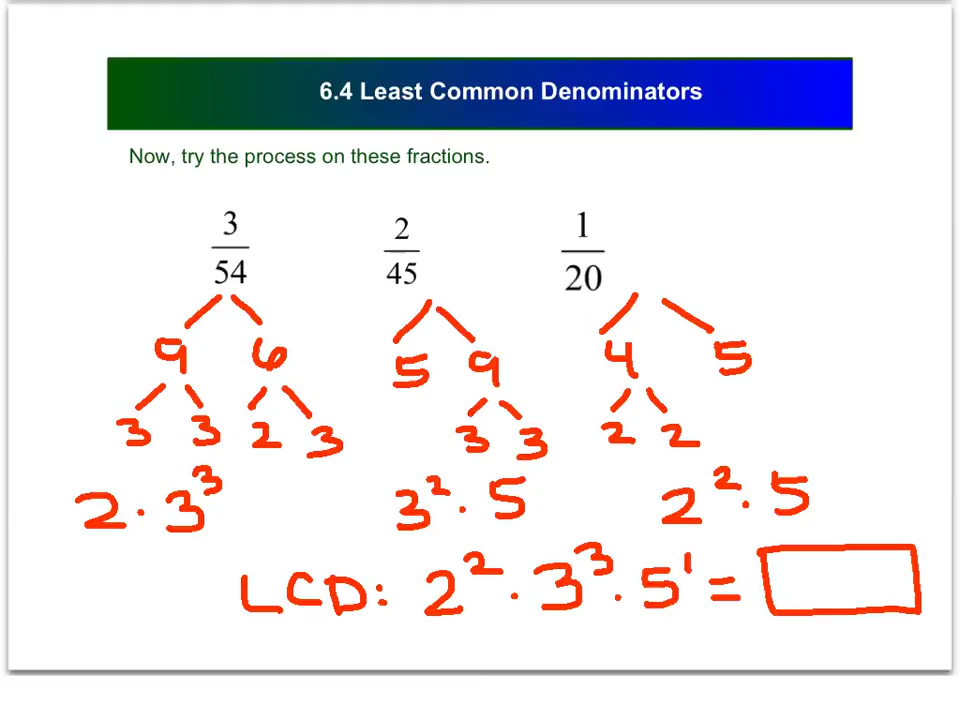 6.4 Least Common Denominators
Now, try the process on these fractions.
3/54 2/45 1/20
9 6 5 9 4 5
3 3 2 3 3 3 2 2
2 · 3³ 3² · 5 2² · 5
LCD: 2² · 3³ · 5¹ =